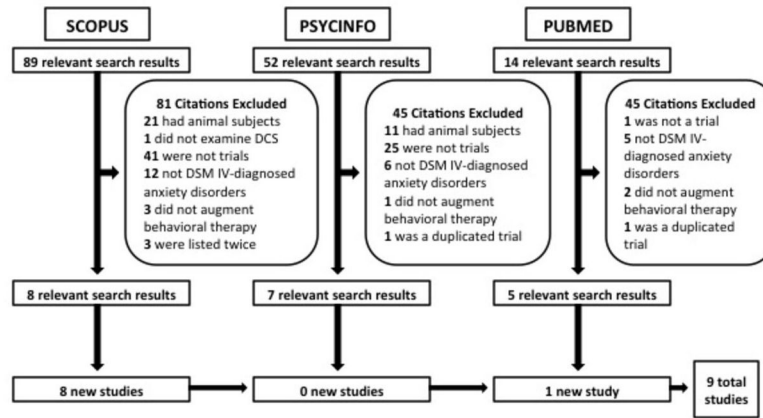 SCOPUS
89 relevant search results
81 Citations Excluded
21 had animal subjects
1 did not examine DCS
41 were not trials
12 not DSM IV-diagnosed
anxiety disorders
3 did not augment
behavioral therapy
3 were listed twice
8 relevant search results
8 new studies
PSYCINFO
52 relevant search results
45 Citations Excluded
11 had animal subjects
25 were not trials
6 not DSM IV-diagnosed
anxiety disorders
1 did not augment
behavioral therapy
1 was a duplicated trial
7 relevant search results
0 new studies
PUBMED
14 relevant search results
45 Citations Excluded
1 was not a trial
5 not DSM IV-
diagnosed anxiety
disorders
2 did not augment
behavioral therapy
1 was a duplicated
trial
5 relevant search results
1 new study
9 total
studies